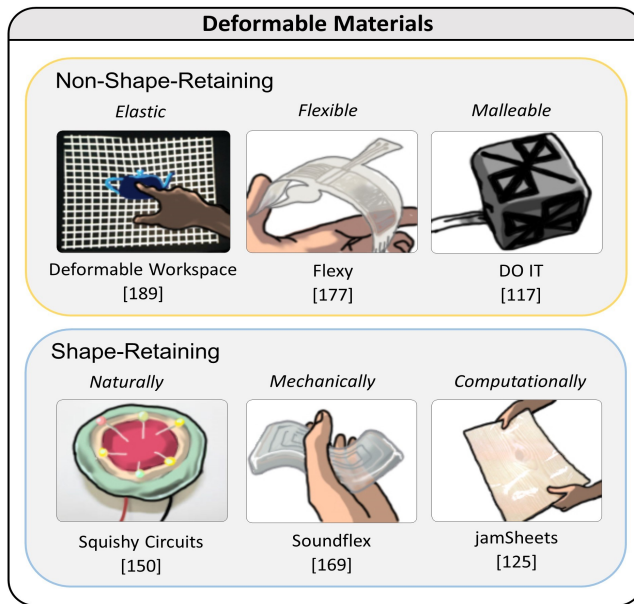 Deformable Materials
Non-Shape-Retaining
Elastic Flexible Malleable
Deformable Workspace Flexy DO IT
[189] [177] [117]
Shape-Retaining
Naturally Mechanically Computationally
Squishy Circuits Soundflex jamSheets
[150] [169] [125]